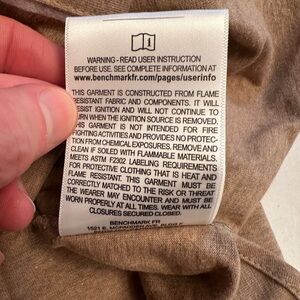 WARNING - READ USER INSTRUCTION
BEFORE USE. SEE COMPLETE INFORMATION AT
www.benchmarkfr.com/pages/userinfo
THIS GARMENT IS CONSTRUCTED FROM FLAME
RESISTANT FABRIC AND COMPONENTS. IT WILL
RESIST IGNITION AND WILL NOT CONTINUE TO
BURN WHEN THE IGNITION SOURCE IS REMOVED.
THIS GARMENT IS NOT INTENDED FOR FIRE
FIGHTING ACTIVITIES AND PROVIDES NO PROTEC-
TION FROM CHEMICAL EXPOSURES. REMOVE AND
CLEAN IF SOILED WITH FLAMMABLE MATERIALS.
MEETS ASTM F2302 LABELING REQUIREMENTS
FOR PROTECTIVE CLOTHING THAT IS HEAT AND
FLAME RESISTANT. THIS GARMENT MUST BE
CORRECTLY MATCHED TO THE RISK OR THREAT
THE WEARER MAY ENCOUNTER AND MUST BE
WORN PROPERLY AT ALL TIMES. WEAR WITH ALL
CLOSURES SECURED CLOSED.
BENCHMARK FR
1521 E.